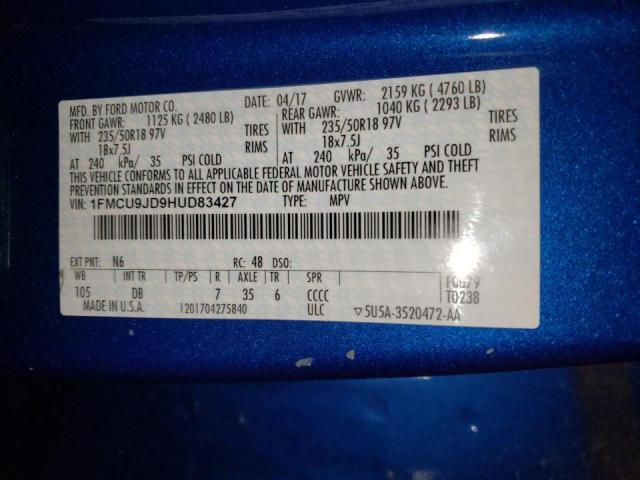 MFD. BY FORD MOTOR CO. DATE: 04/17 GVWR: 2159 KG ( 4760 LB)
FRONT GAWR: 1125 KG ( 2480 LB) REAR GAWR: 1040 KG ( 2293 LB)
WITH 235/50R18 97V TIRES WITH 235/50R18 97V TIRES
18x7.5J RIMS 18x7.5J RIMS
AT 240 kPa/ 35 PSI COLD AT 240 kPa/ 35 PSI COLD
THIS VEHICLE CONFORMS TO ALL APPLICABLE FEDERAL MOTOR VEHICLE SAFETY AND THEFT
PREVENTION STANDARDS IN EFFECT ON THE DATE OF MANUFACTURE SHOWN ABOVE.
VIN: 1FMCU9JD9HUD83427 TYPE: MPV
EXT PNT: N6 RC: 48 DSO:
WB INT TR TP/PS R AXLE TR SPR F0079
105 DB 7 35 6 CCCC T0238
MADE IN U.S.A. 1201704275840 ULC ▽5U5A-3520472-AA